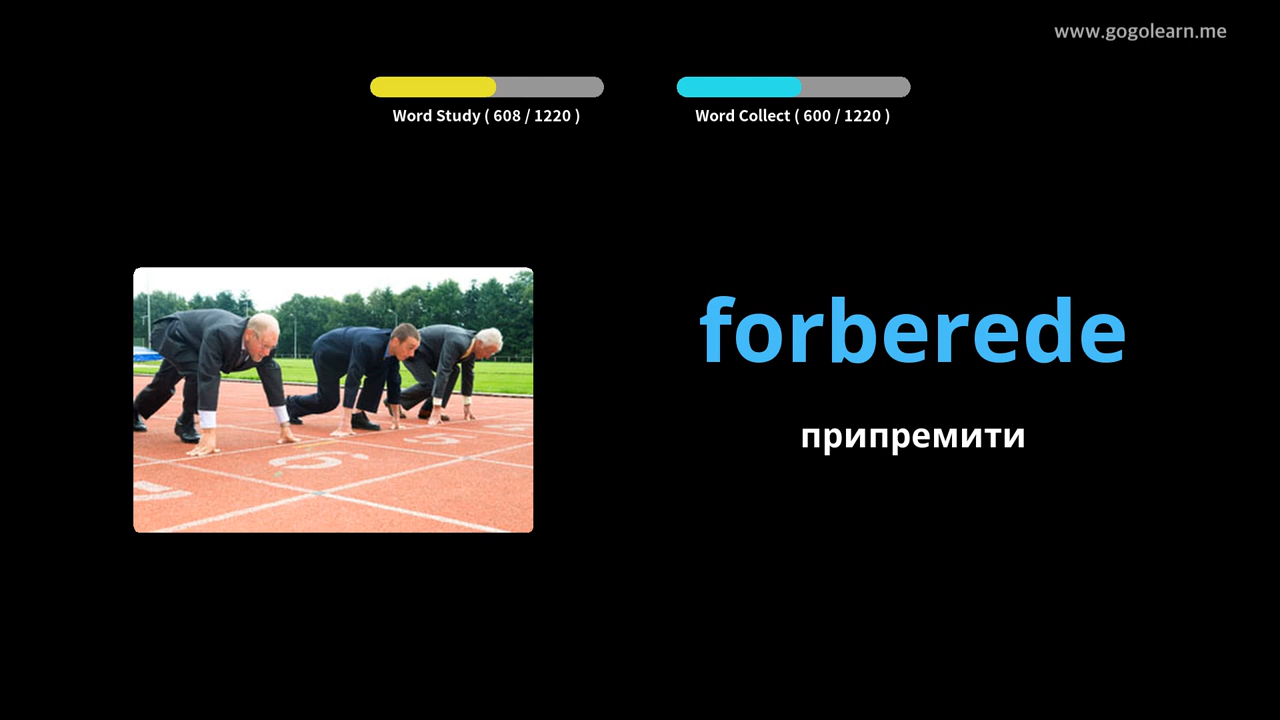 www.gogolearn.me
Word Study ( 608 / 1220 )
Word Collect ( 600 / 1220 )
forberede
припремити